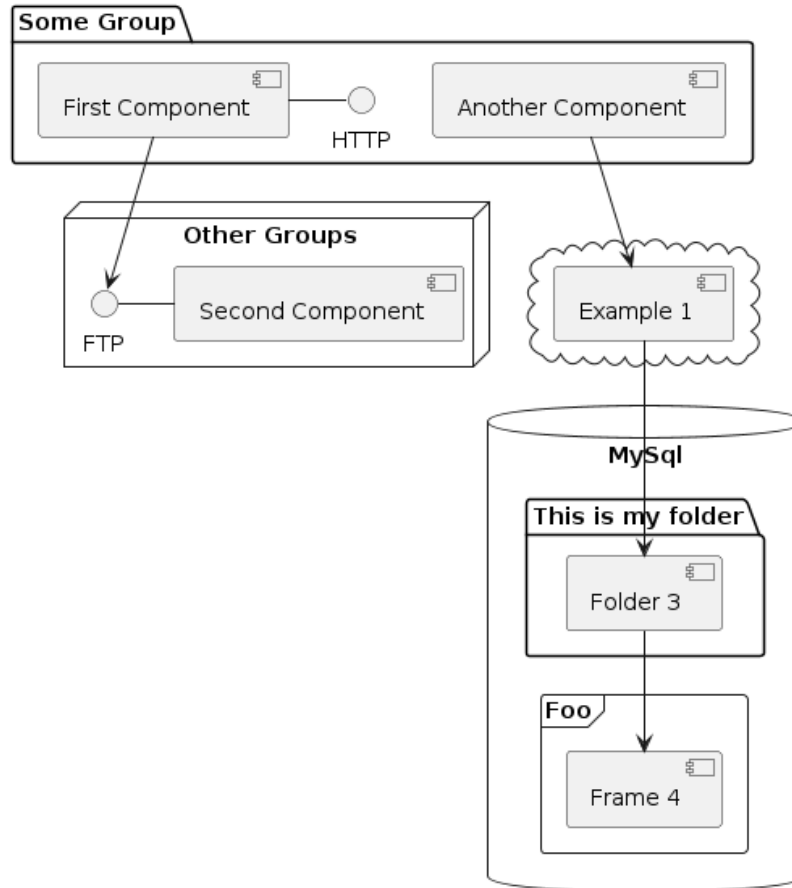 Some Group
First Component
HTTP
Another Component
Other Groups
FTP
Second Component
Example 1
MySql
This is my folder
Folder 3
Foo
Frame 4